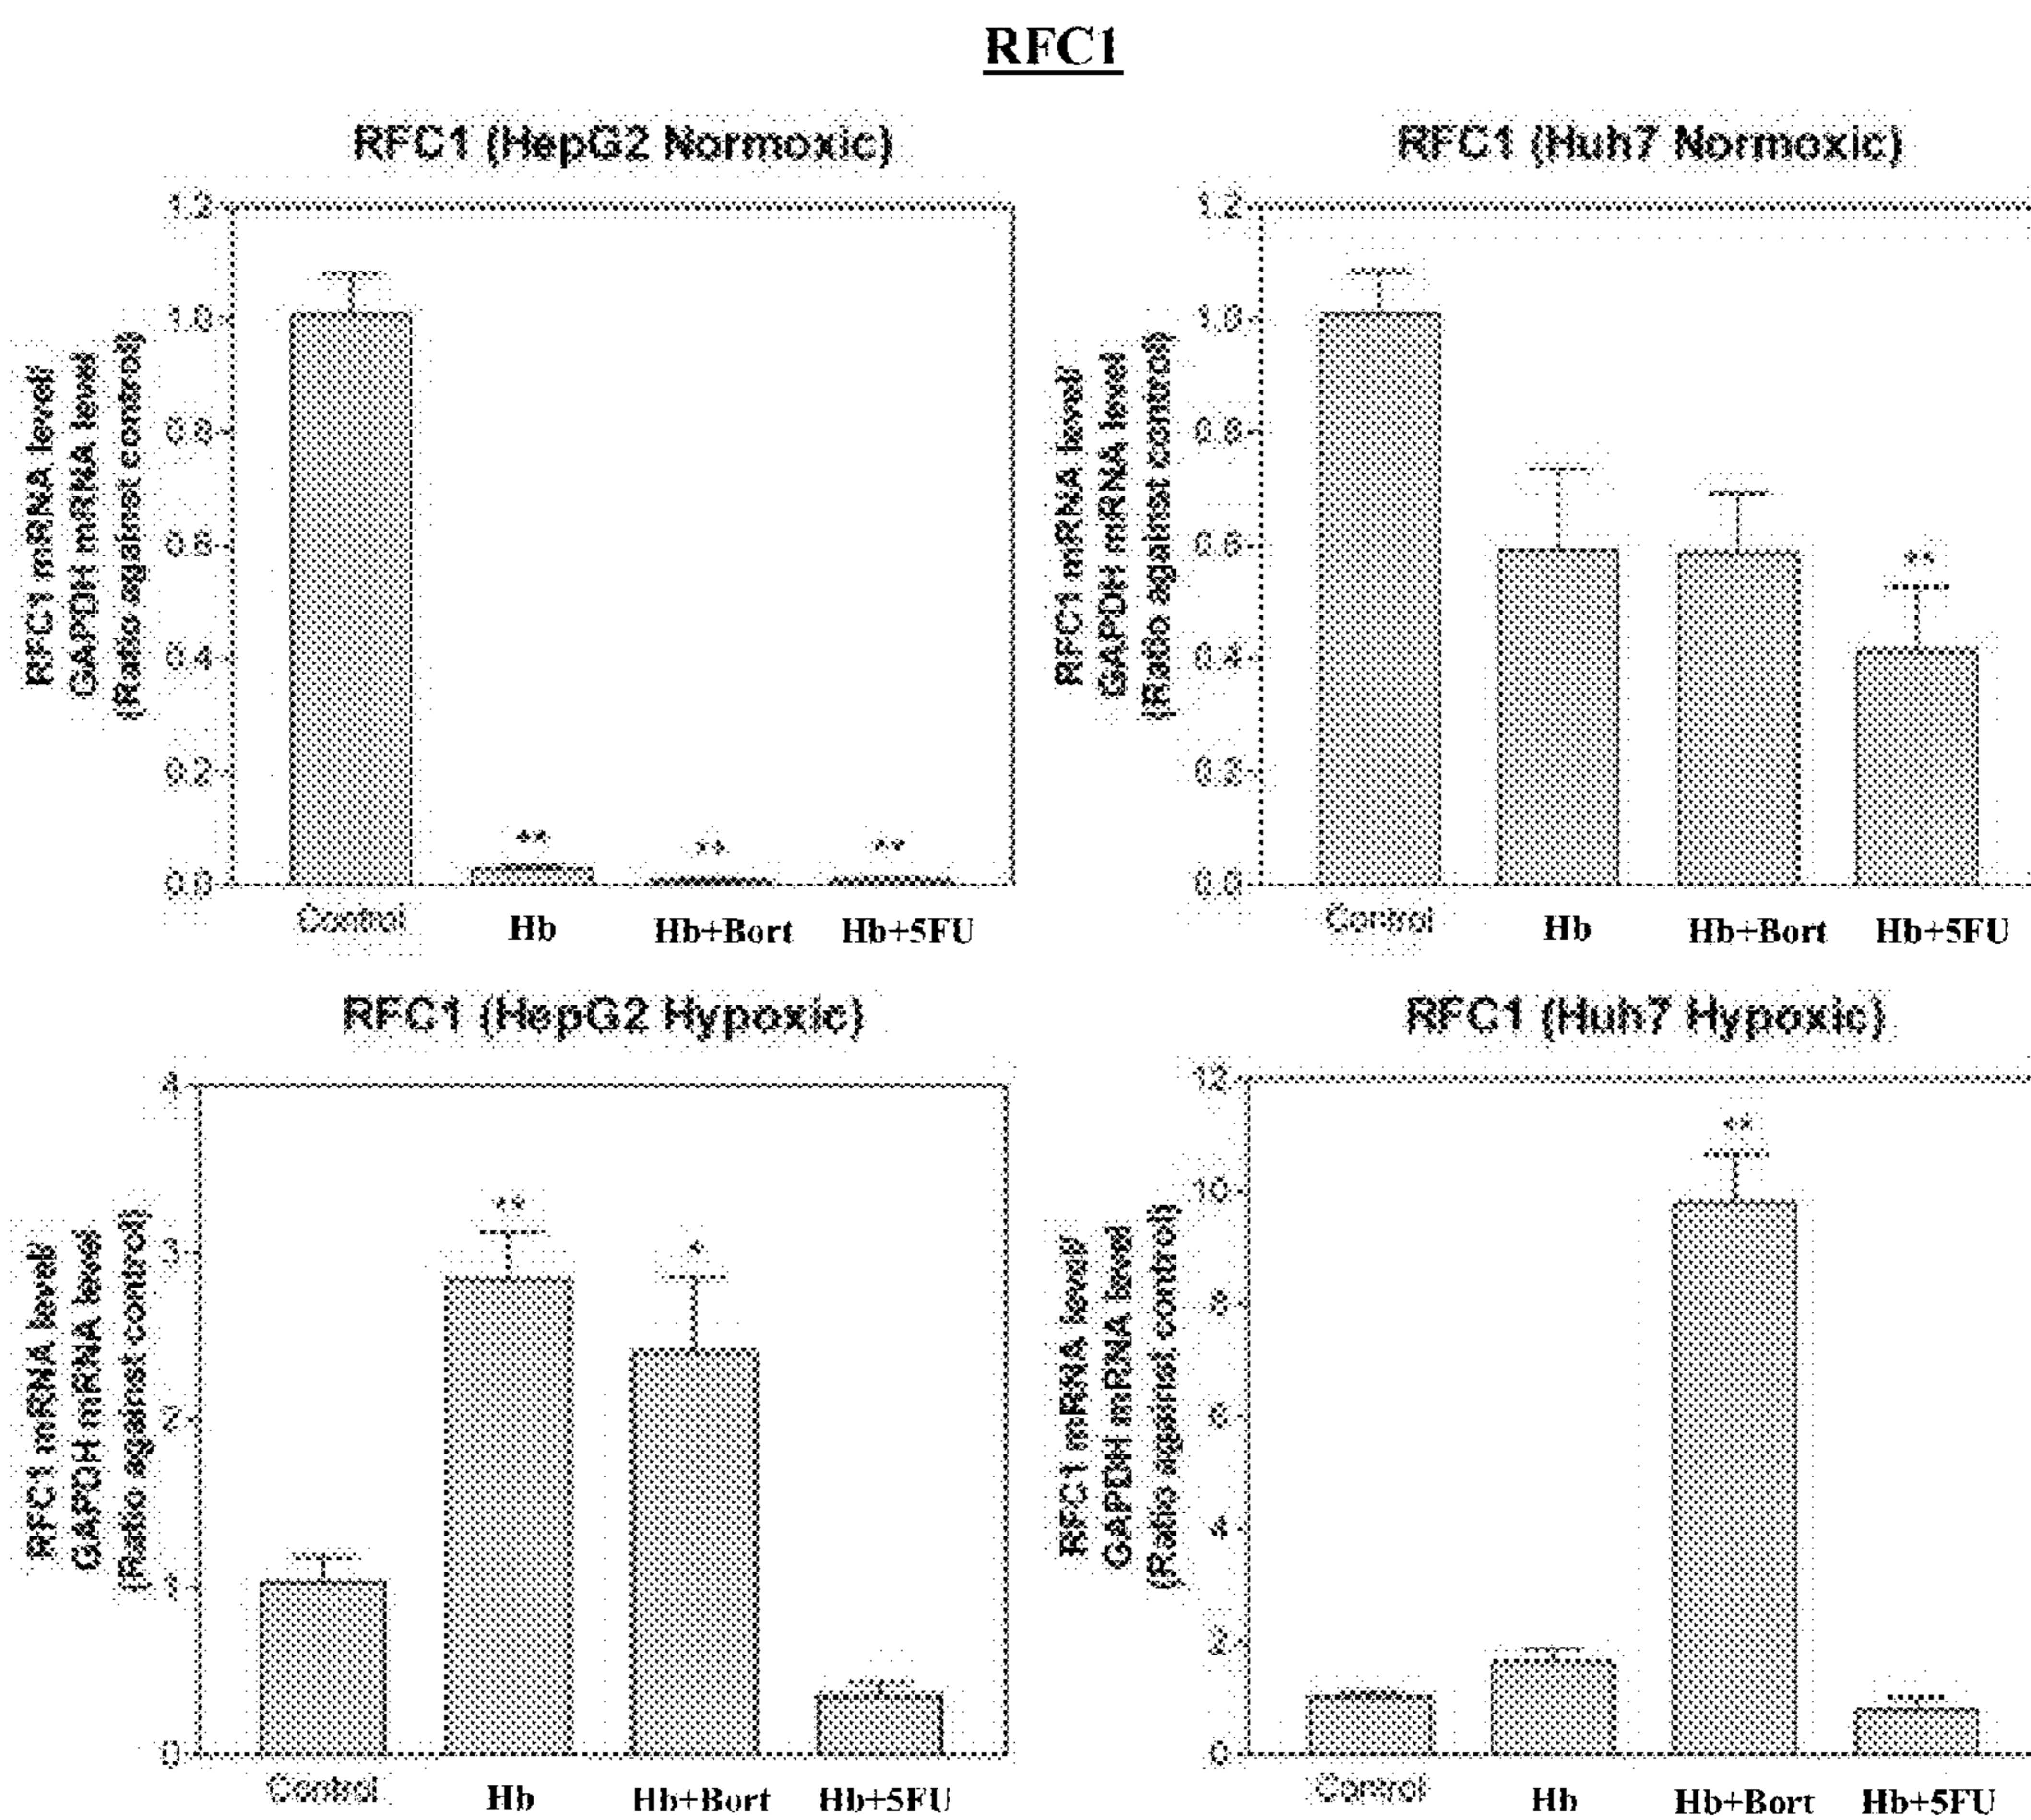 RFC1
RFC1 (HepG2 Normoxic)
RFC1 mRNA level/
GAPDH mRNA level
(Ratio against control)
1.2
1.0
0.8
0.6
0.4
0.2
0.0
**
**
**
Control
Hb
Hb+Bort
Hb+5FU
RFC1 (Huh7 Normoxic)
RFC1 mRNA level/
GAPDH mRNA level
(Ratio against control)
1.2
1.0
0.8
0.6
0.4
0.2
0.0
**
Control
Hb
Hb+Bort
Hb+5FU
RFC1 (HepG2 Hypoxic)
RFC1 mRNA level/
GAPDH mRNA level
(Ratio against control)
4
3
2
1
0
**
*
Control
Hb
Hb+Bort
Hb+5FU
RFC1 (Huh7 Hypoxic)
RFC1 mRNA level/
GAPDH mRNA level
(Ratio against control)
12
10
8
6
4
2
0
**
Control
Hb
Hb+Bort
Hb+5FU